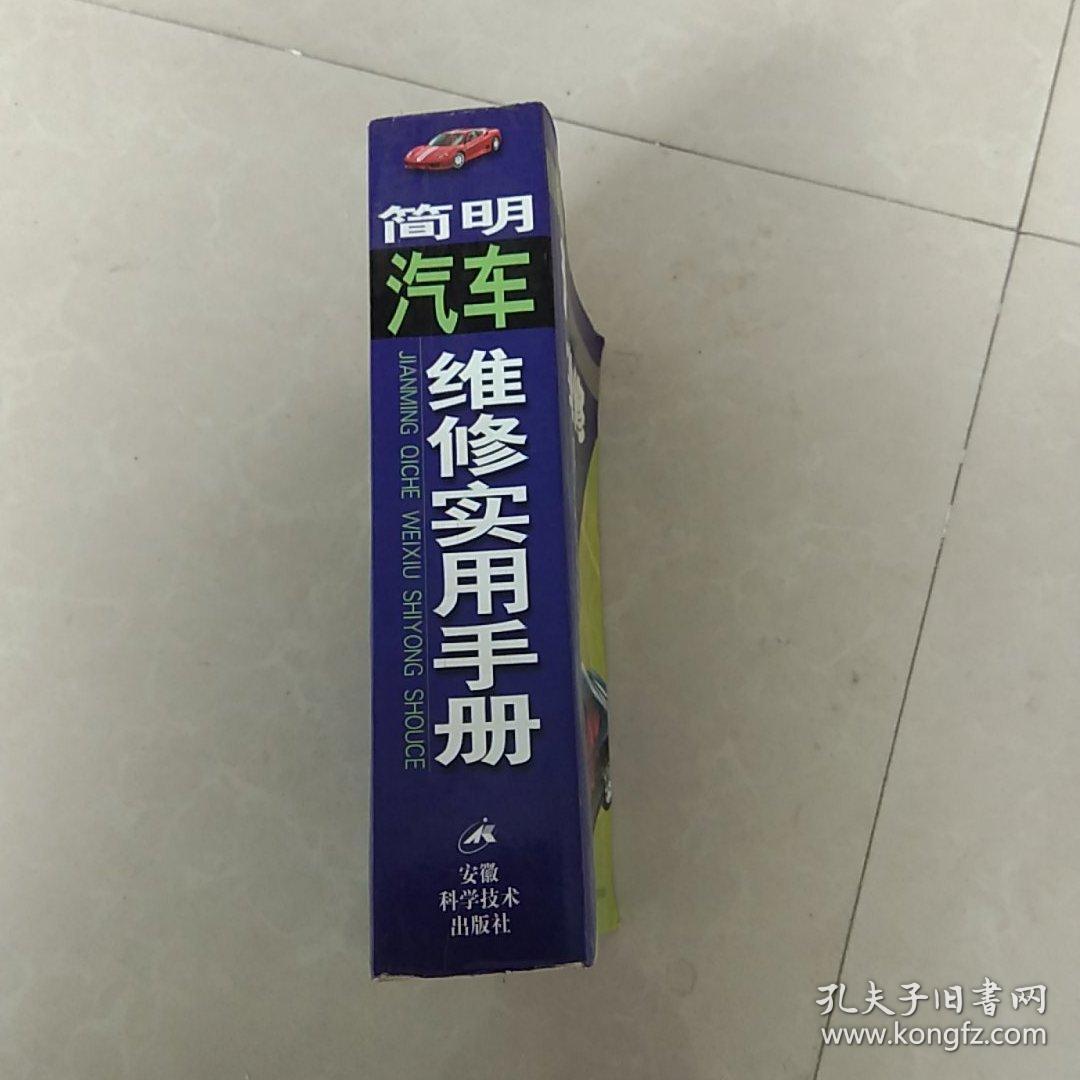 简明
汽车
维修实用手册
JIANMING QICHE WEIXIU SHIYONG SHOUCE
安徽
科学技术
出版社
孔夫子旧書网
www.kongfz.com